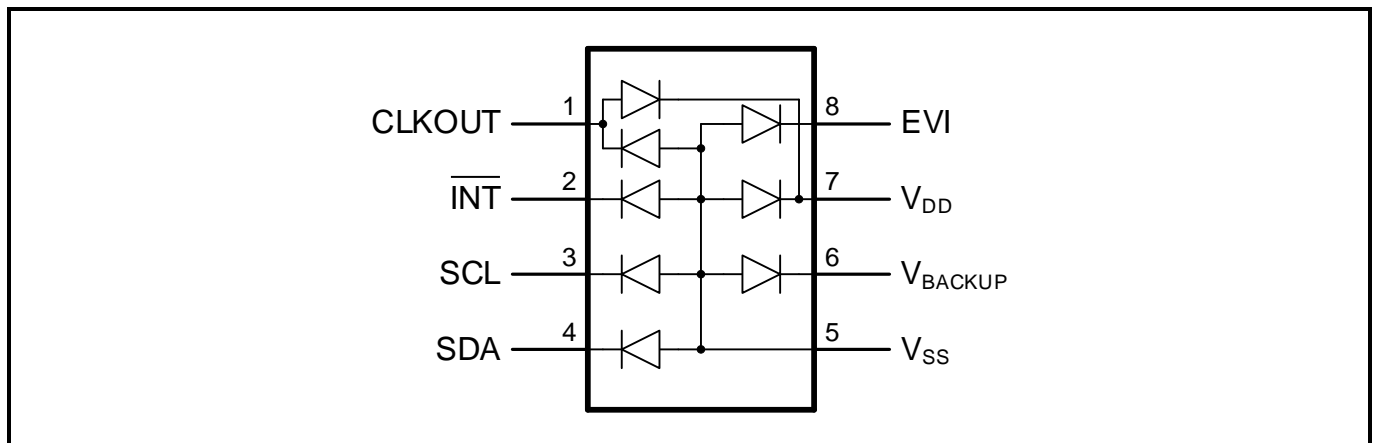 CLKOUT 1 8 EVI
INT 2 7 VDD
SCL 3 6 VBACKUP
SDA 4 5 VSS